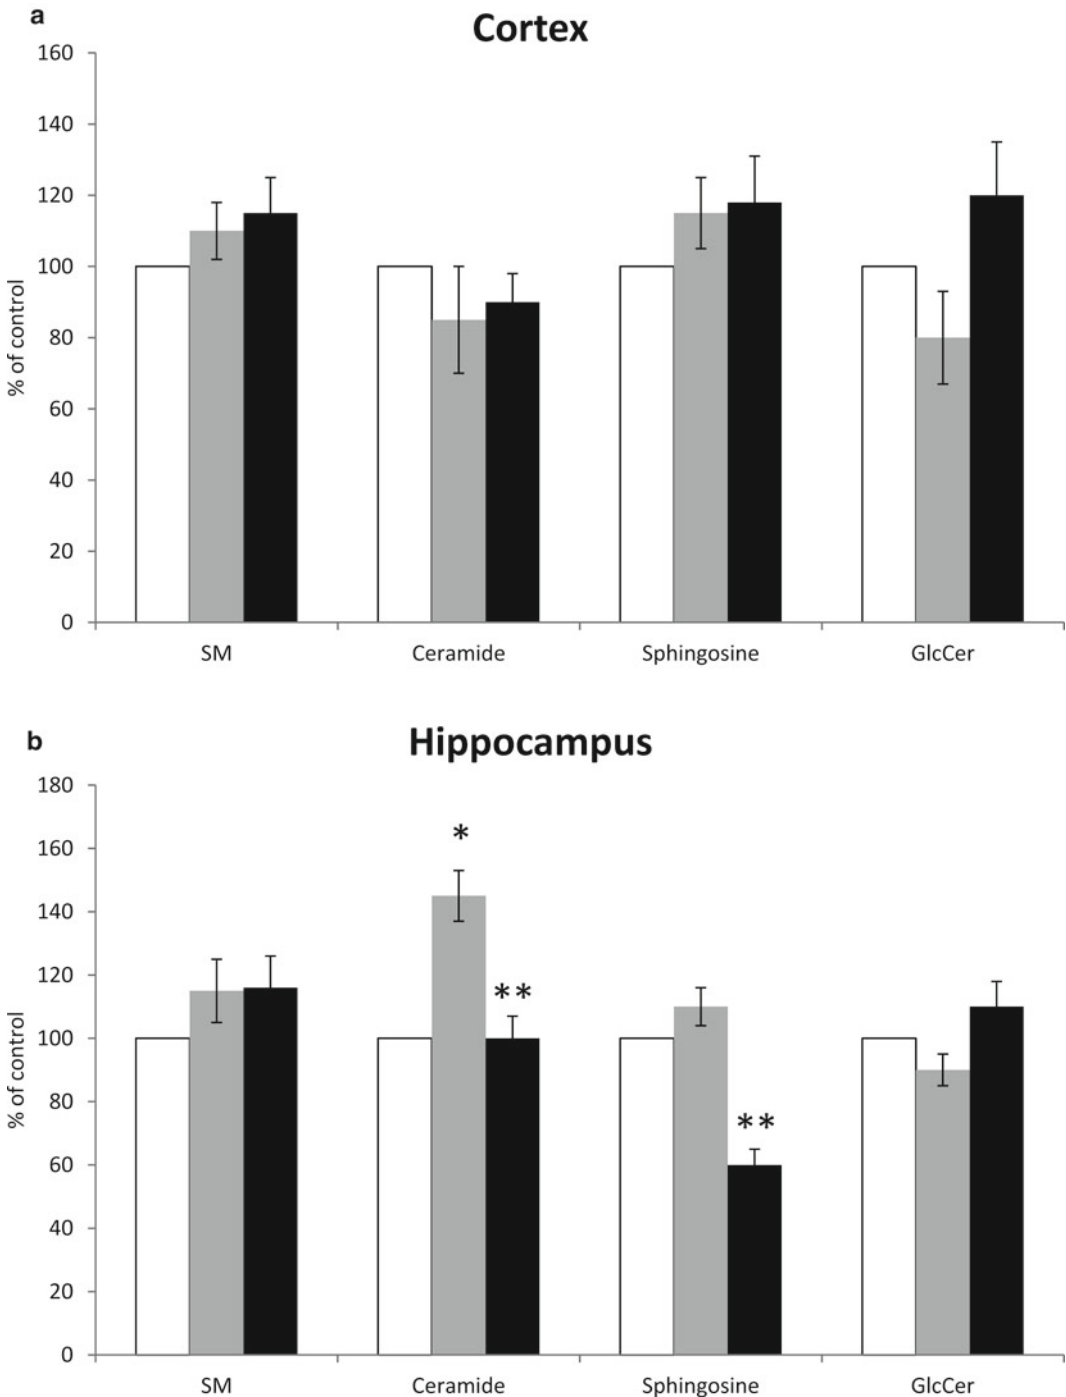 a
Cortex
160
140
120
100
80
60
40
20
0
% of control
SM Ceramide Sphingosine GlcCer
b
Hippocampus
180
160
140
120
100
80
60
40
20
0
% of control
*
**
**
SM Ceramide Sphingosine GlcCer